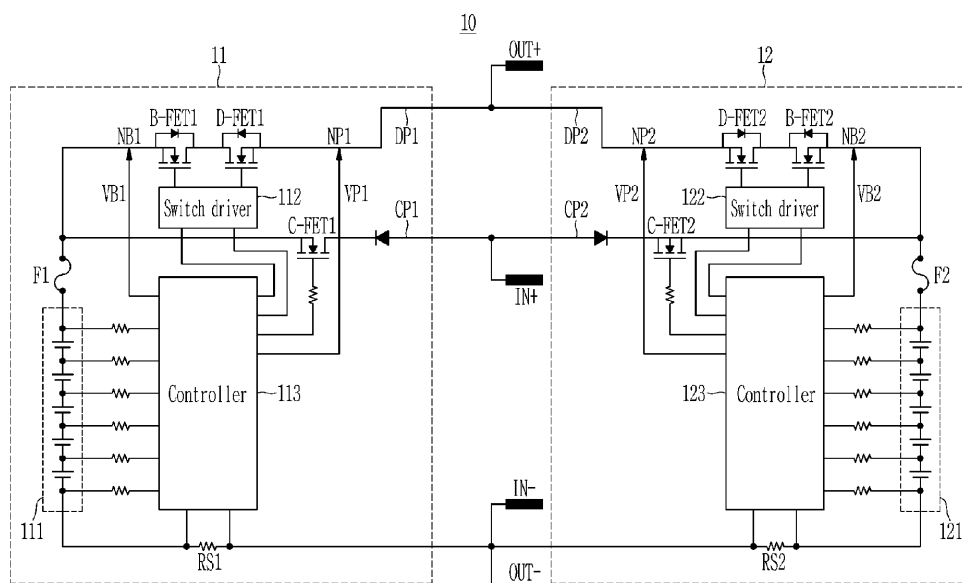 10
11
OUT+
12
B-FET1
D-FET1
NB1
NP1
DP1
DP2
NP2
D-FET2
B-FET2
NB2
VB1
Switch driver
112
VP1
C-FET1
CP1
CP2
VP2
C-FET2
122
Switch driver
VB2
F1
IN+
F2
Controller
113
123
Controller
111
RS1
IN-
OUT-
RS2
121